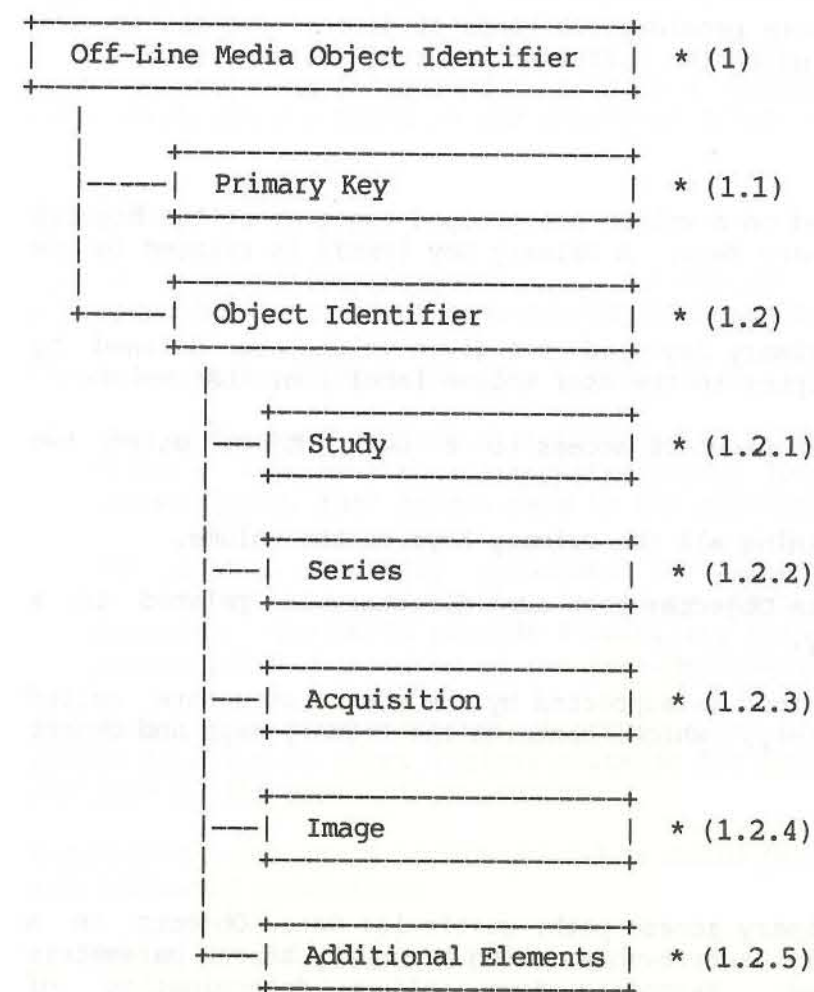 Off-Line Media Object Identifier * (1)
Primary Key * (1.1)
Object Identifier * (1.2)
Study * (1.2.1)
Series * (1.2.2)
Acquisition * (1.2.3)
Image * (1.2.4)
Additional Elements * (1.2.5)